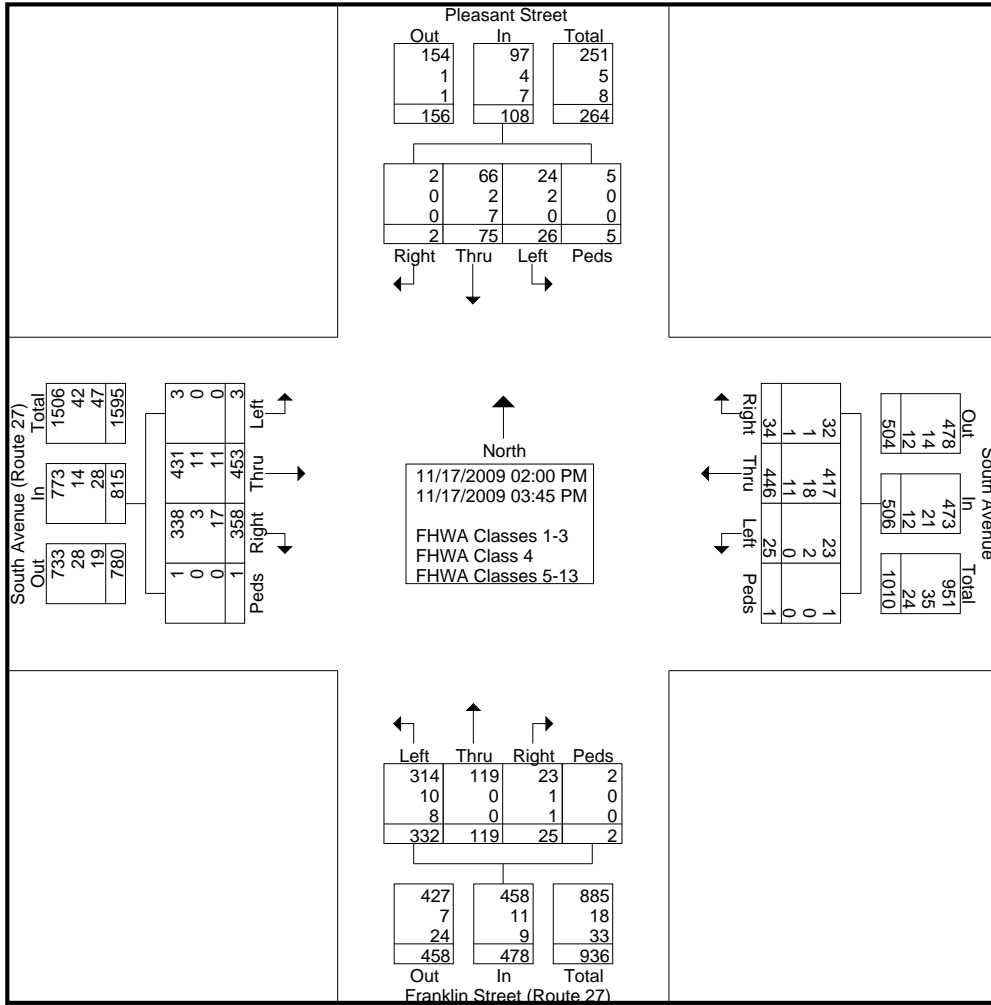 Pleasant Street
Out In Total
154 97 251
1 4 5
1 7 8
156 108 264
2 66 24 5
0 2 2 0
0 7 0 0
2 75 26 5
Right Thru Left Peds
South Avenue (Route 27)
Total
1506
42
47
1595
In
773
14
28
815
Out
733
28
19
780
3 0 0 3
Left
431 11 11 453
Thru
338 3 17 358
Right
1 0 0 1
Peds
North
11/17/2009 02:00 PM
11/17/2009 03:45 PM
FHWA Classes 1-3
FHWA Class 4
FHWA Classes 5-13
Right
32 1 1 34
Thru
417 18 11 446
Left
23 2 0 25
Peds
1 0 0 1
South Avenue
Out
478
14
12
504
In
473
21
12
506
Total
951
35
24
1010
Left Thru Right Peds
314 119 23 2
10 0 1 0
8 0 1 0
332 119 25 2
427 458 885
7 11 18
24 9 33
458 478 936
Out In Total
Franklin Street (Route 27)